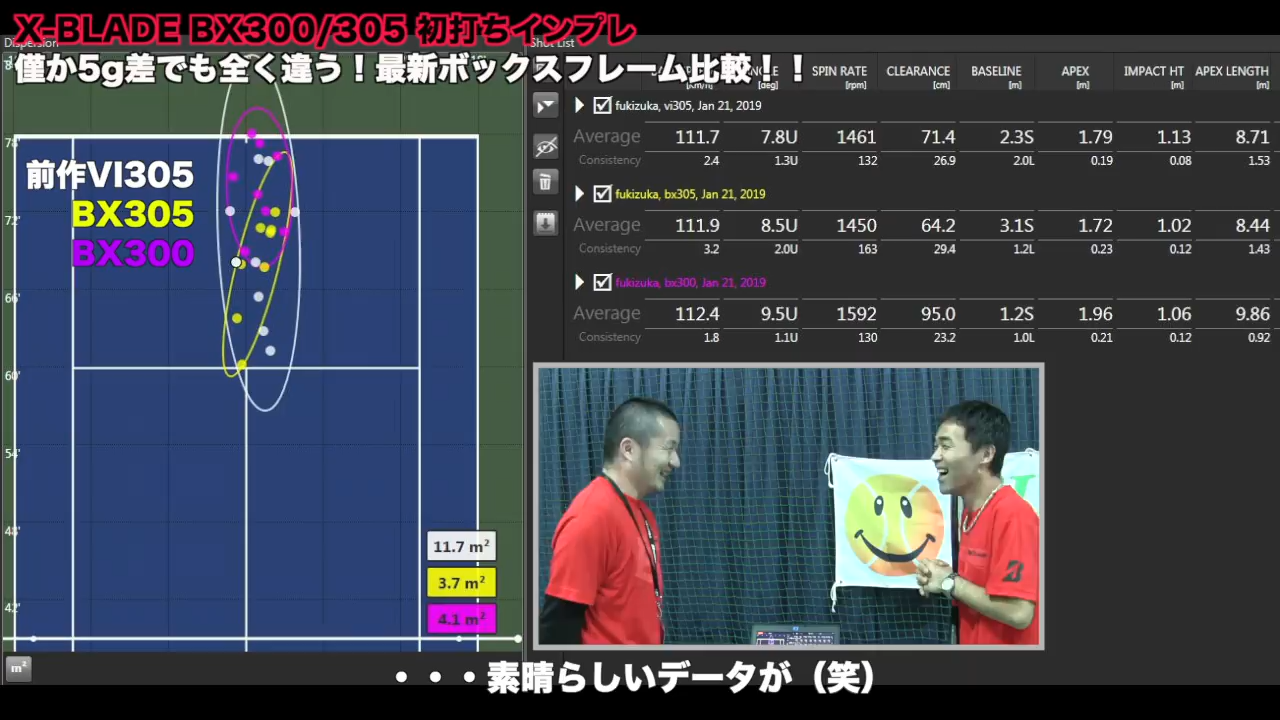 X-BLADE BX300/305 初打ちインプレ
僅か5g差でも全く違う！最新ボックスフレーム比較！！
Dispersion
Shot List
SPIN RATE
CLEARANCE
BASELINE
APEX
IMPACT HT
APEX LENGTH
[deg]
[rpm]
[cm]
[m]
[m]
[m]
[m]
fukizuka, vi305, Jan 21, 2019
Average 111.7 7.8U 1461 71.4 2.3S 1.79 1.13 8.71
Consistency 2.4 1.3U 132 26.9 2.0L 0.19 0.08 1.53
fukizuka, bx305, Jan 21, 2019
Average 111.9 8.5U 1450 64.2 3.1S 1.72 1.02 8.44
Consistency 3.2 2.0U 163 29.4 1.2L 0.23 0.12 1.43
fukizuka, bx300, Jan 21, 2019
Average 112.4 9.5U 1592 95.0 1.2S 1.96 1.06 9.86
Consistency 1.8 1.1U 130 23.2 1.0L 0.21 0.12 0.92
前作VI305
BX305
BX300
78'
72'
66'
60'
54'
48'
42'
11.7 m²
3.7 m²
4.1 m²
m²
・・・素晴らしいデータが（笑）